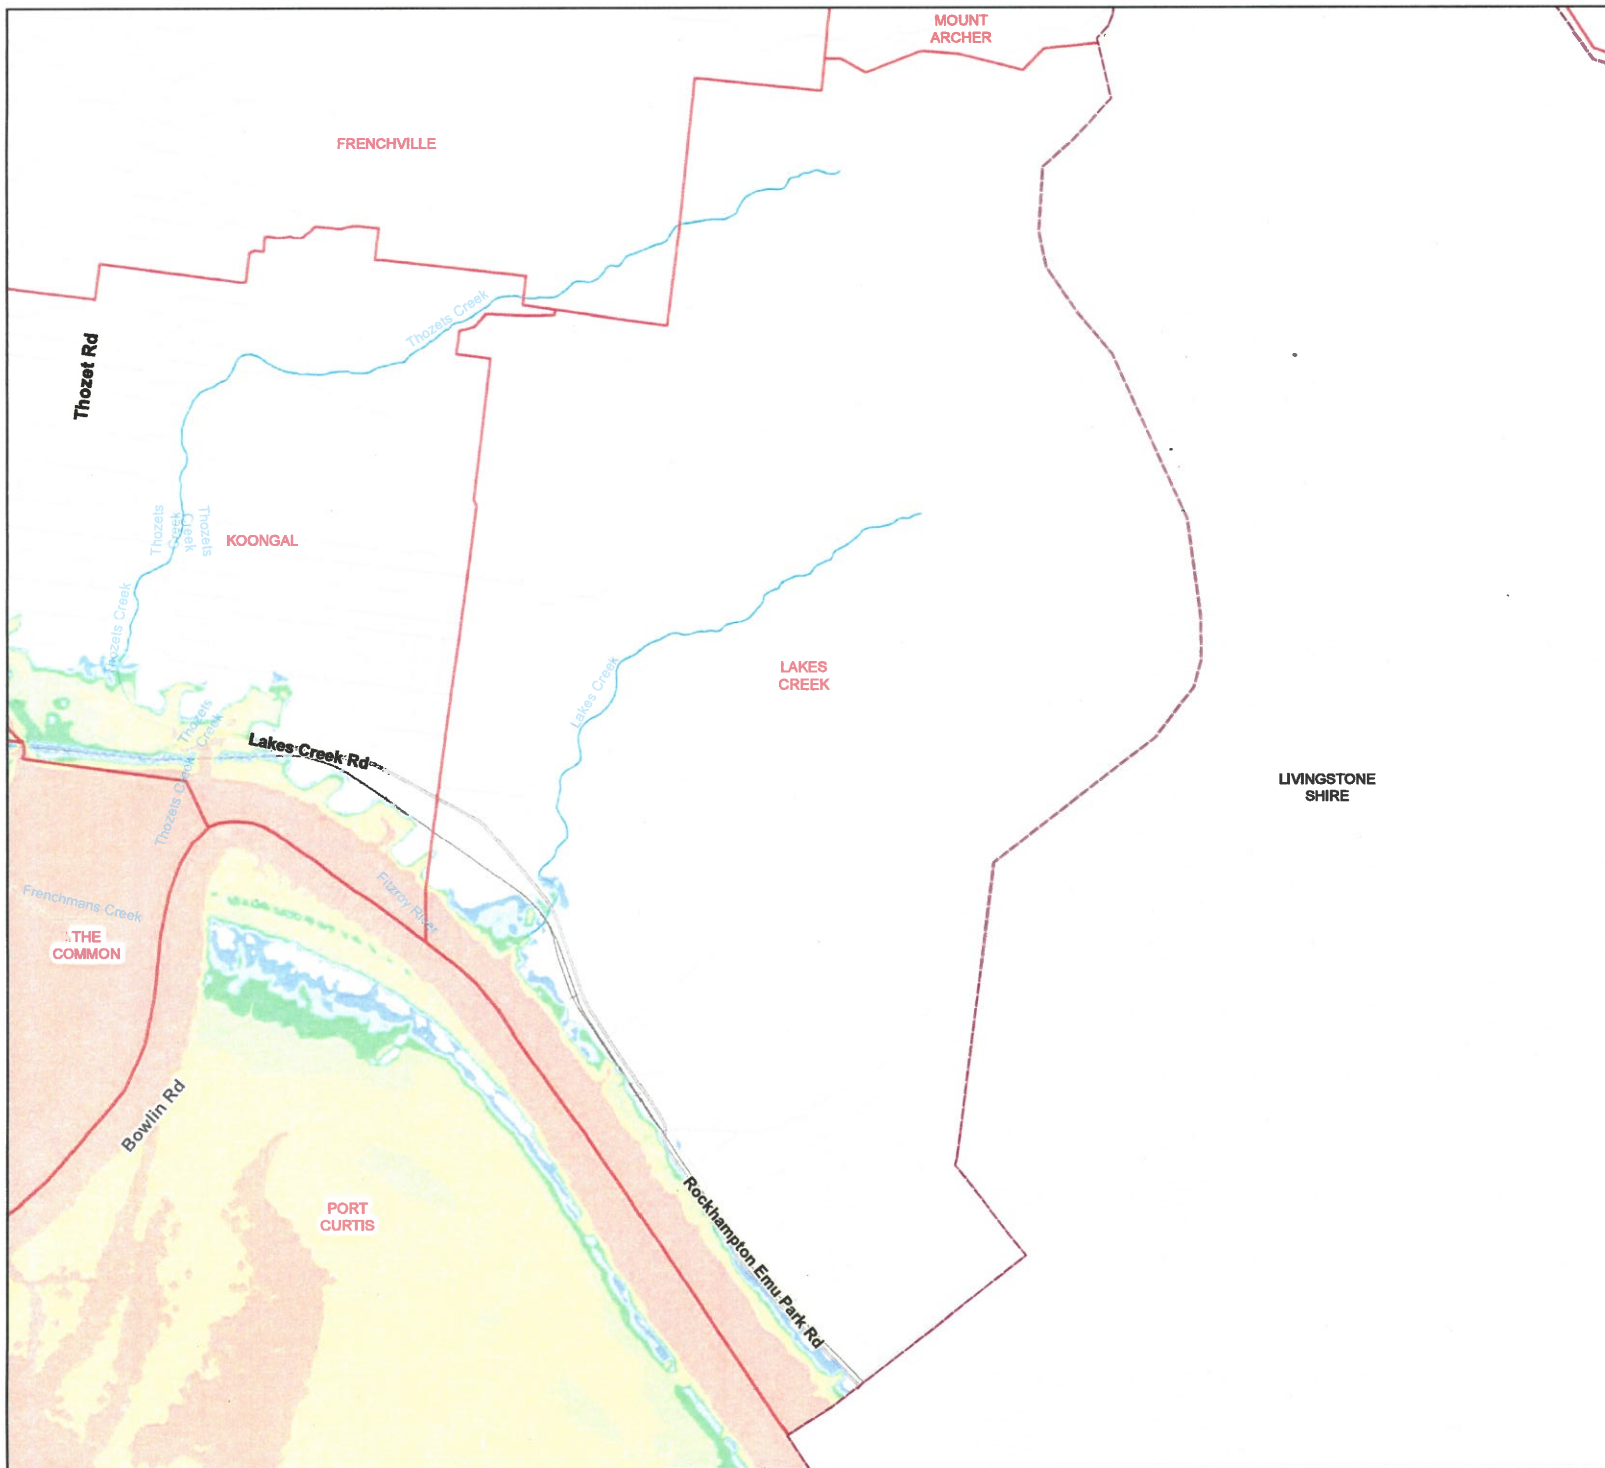 MOUNT
ARCHER
FRENCHVILLE
Thozets Creek
Thozet Rd
Thozets
Creek
Thozets
Creek
KOONGAL
Thozets Creek
LAKES
CREEK
Lakes Creek
Thozets
Creek
Lakes Creek Rd
LIVINGSTONE
SHIRE
Thozets Creek
Fitzroy River
Frenchmans Creek
THE
COMMON
Bowlin Rd
PORT
CURTIS
Rockhampton Emu Park Rd